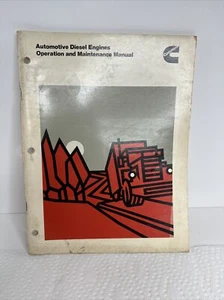 Automotive Diesel Engines
Operation and Maintenance Manual